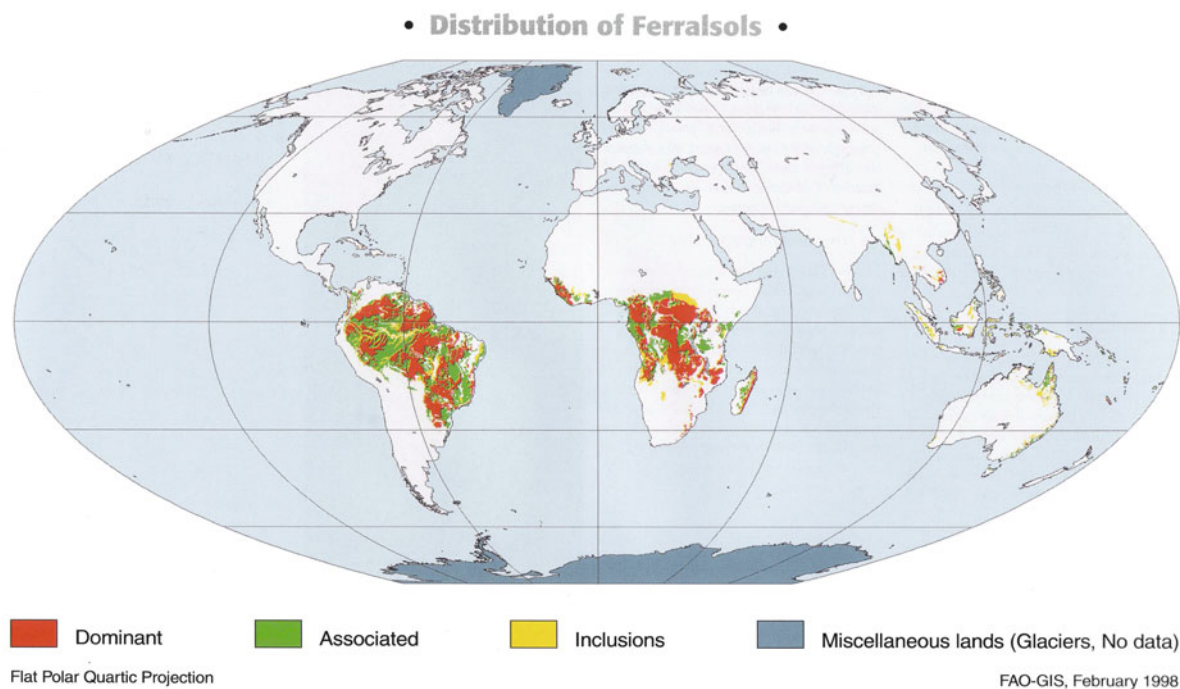 • Distribution of Ferralsols •
Dominant
Associated
Inclusions
Miscellaneous lands (Glaciers, No data)
Flat Polar Quartic Projection
FAO-GIS, February 1998